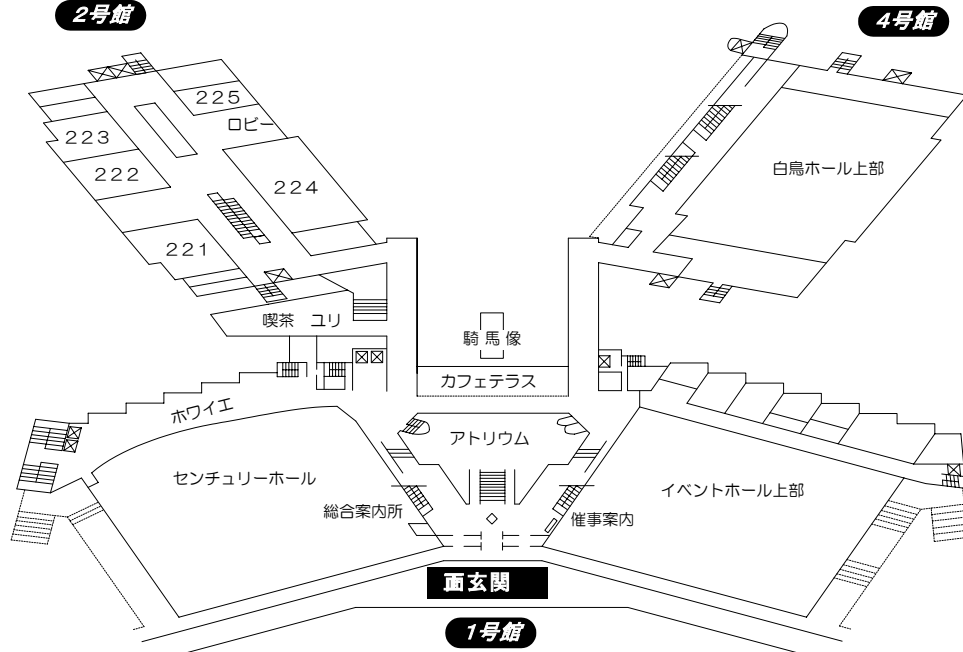 2号館
4号館
225
ロビー
223
222
224
白鳥ホール上部
221
喫茶 ユリ
騎馬像
カフェテラス
ホワイエ
アトリウム
センチュリーホール
イベントホール上部
総合案内所
催事案内
面玄関
1号館